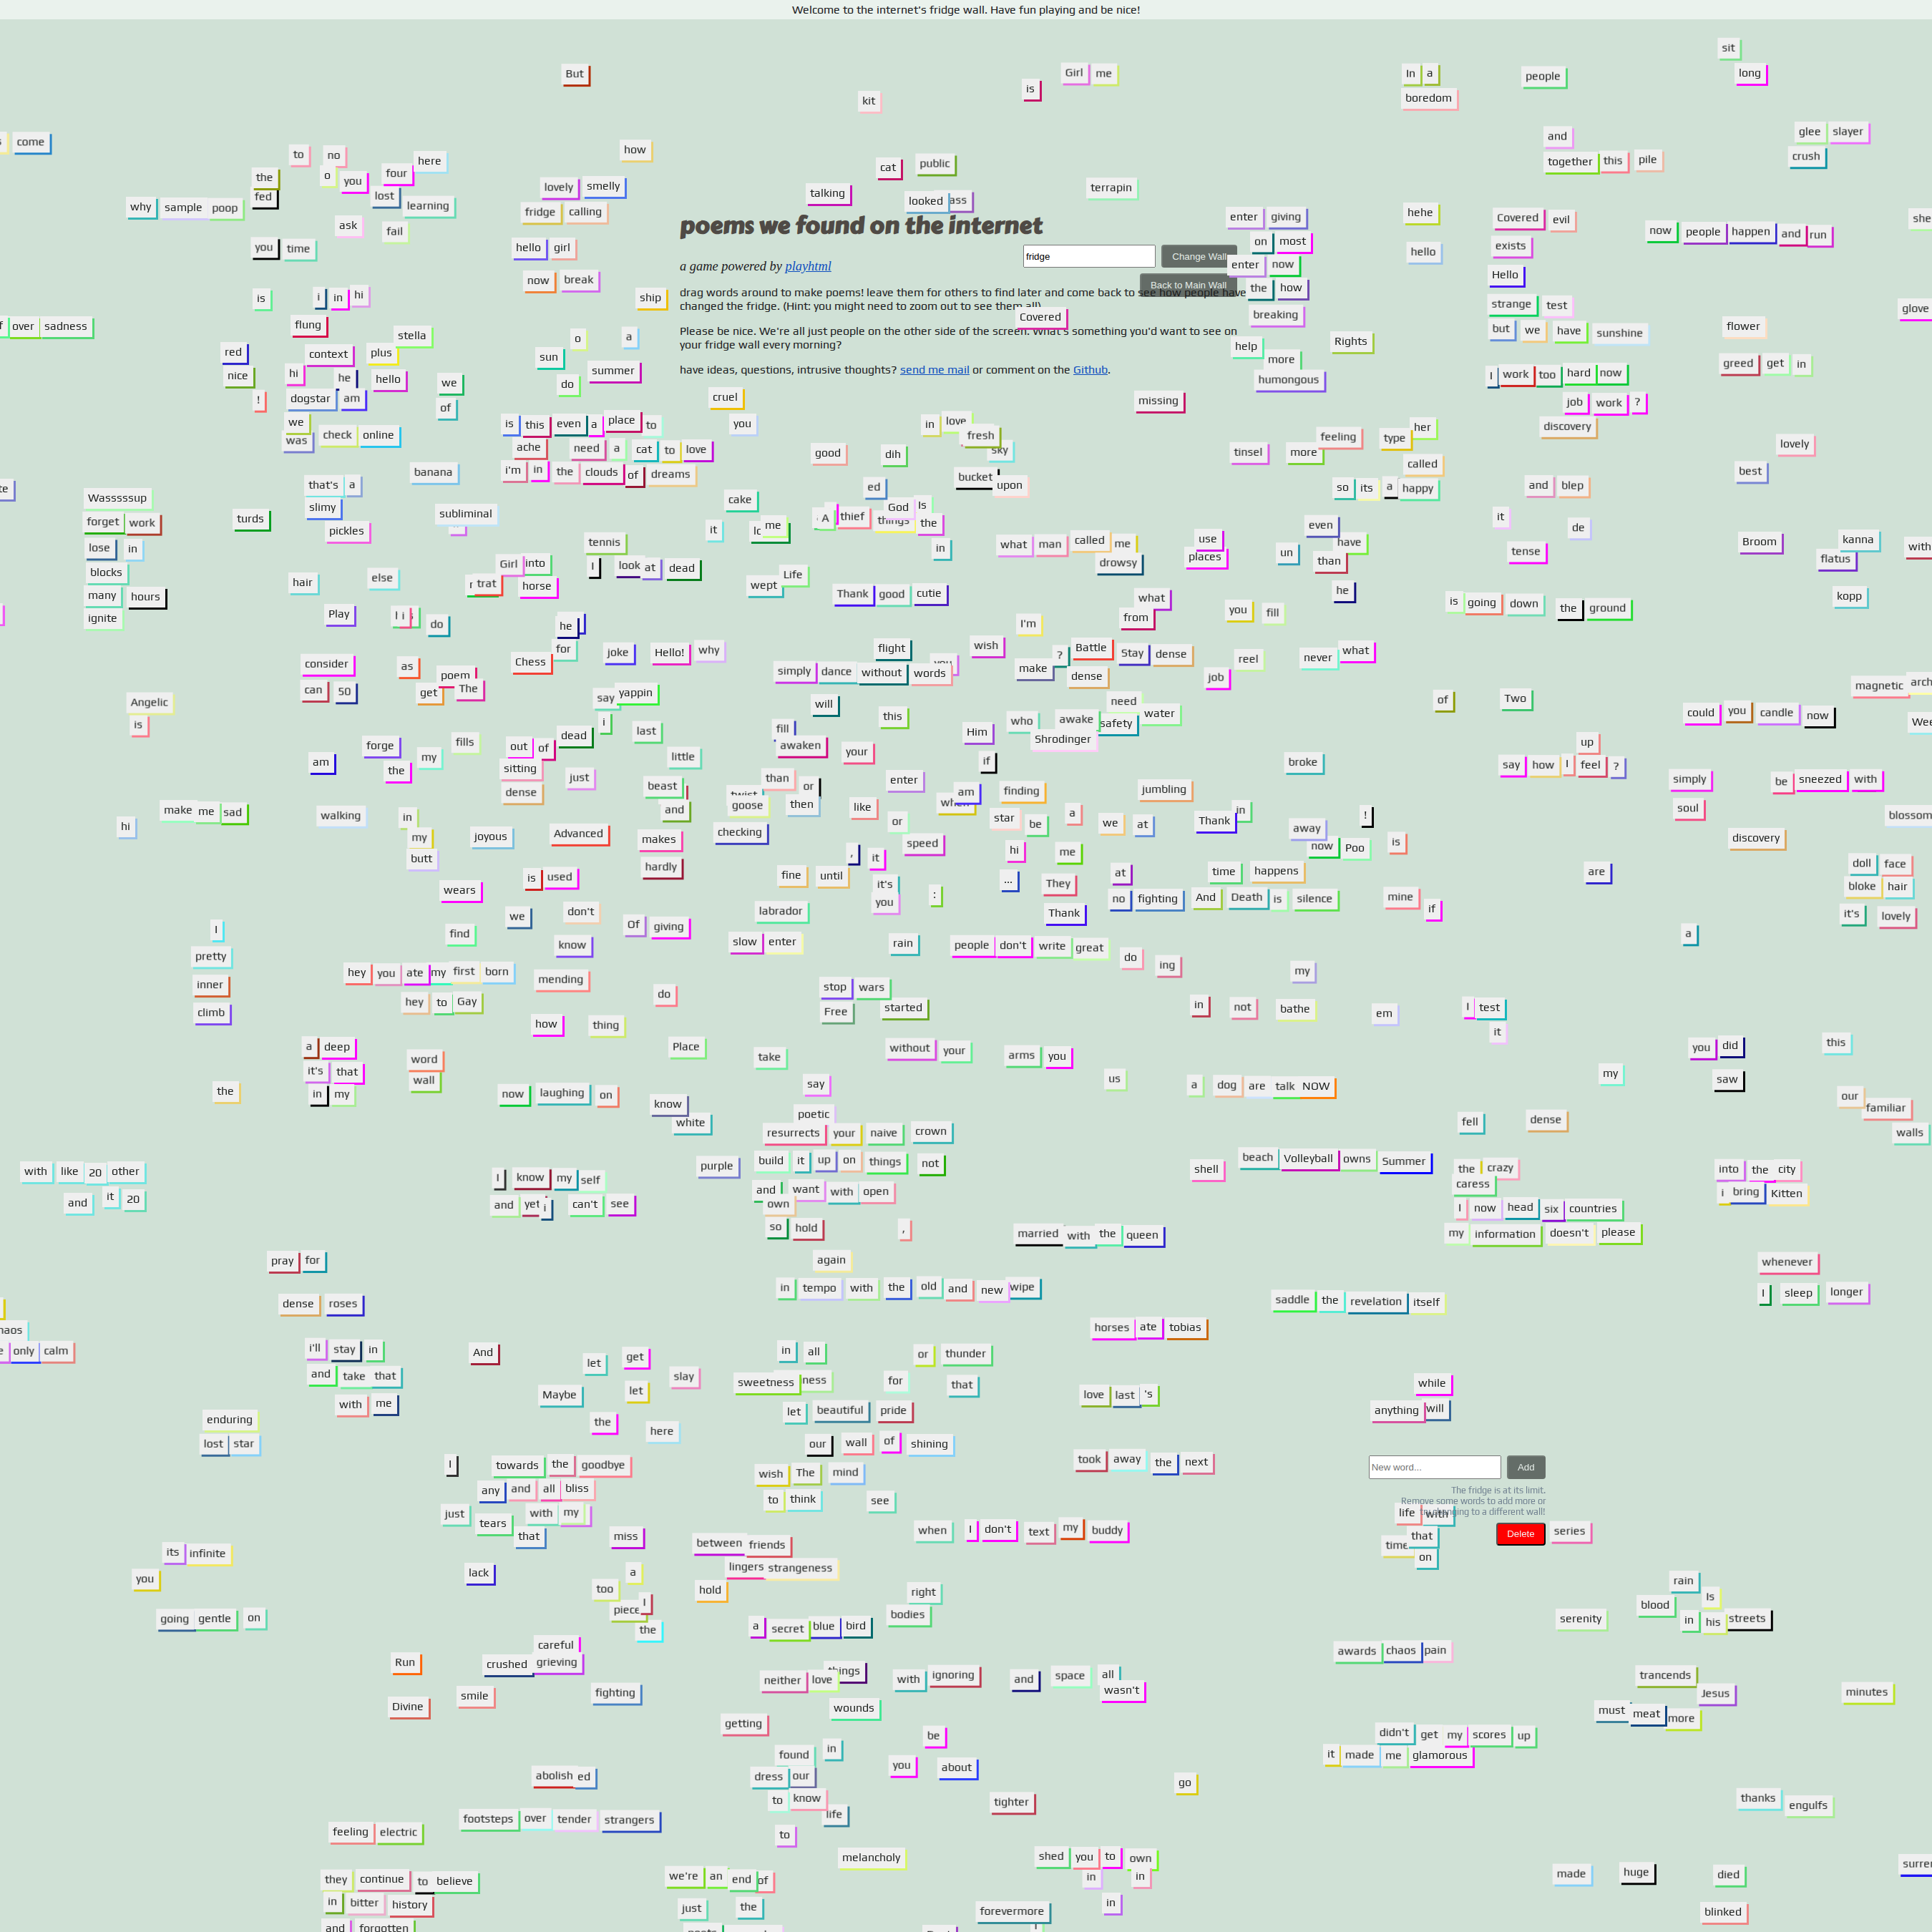 Welcome to the internet's fridge wall. Have fun playing and be nice!
sit
But Girl me In a people long
kit is boredom
come and glee slayer
to no here how together this pile crush
the o you four cat public
fed lost lovely smelly talking looked ass terrapin
why sample poop learning fridge calling enter giving hehe Covered evil she
ask fail poems we found on the internet now people happen and run
you time hello girl on most hello exists
fridge Change Wall
a game powered by playhtml enter now
now break Back to Main Wall the how Hello
is i in hi ship drag words around to make poems! leave them for others to find later and come back to see how people have
changed the fridge. (Hint: you might need to zoom out to see them all) strange test glove
flung Covered breaking
over sadness stella o a Please be nice. We're all just people on the other side of the screen. What's something you'd want to see on but we have sunshine flower
your fridge wall every morning? help Rights
red context plus sun more
nice hi he hello we do summer have ideas, questions, intrusive thoughts? send me mail or comment on the Github. humongous I work too hard now greed get in
! dogstar am of cruel missing job work ?
we is this even a place to you in love her discovery
was check online ache need a cat to love fresh sky feeling type lovely
good dih tinsel more
banana i'm in the clouds of dreams bucket upon called best
that's a cake ed so its a happy and blep
Wasssssup slimy subliminal God Is
forget work turds pickles it me A thief things the even it de
lose in tennis in what man called me use have tense Broom kanna
blocks hair else Girl into I look at dead drowsy places un than flatus with
many hours trat horse wept Life Thank good cutie what he kopp
ignite Play do he I'm from you fill is going down the ground
consider as Chess for joke Hello! why flight wish ? Battle Stay dense reel never what
can 50 get poem The simply dance without words make dense job magnetic arch
Angelic say yappin will need of Two
is i last this who awake safety water could you candle now
am forge my fills out of dead fill Him Shrodinger up
the sitting just little awaken your if broke say how I feel ? simply be sneezed with
dense beast than or enter am finding jumbling
hi make me sad walking in and goose then like when star be a we at Thank in ! soul blossom
my joyous Advanced makes checking or speed away discovery
butt hardly , it hi me now Poo is doll face
wears is used fine until it's ... They at time happens are bloke hair
we don't Of giving labrador you : Thank no fighting And Death is silence mine if it's lovely
I find know slow enter rain people don't write great do ing a
pretty hey you ate my first born mending my
inner hey to Gay do stop wars in not bathe em I test
climb how thing Free started it
a deep word Place take without your arms you you did this
it's that wall say us a dog are talk NOW my saw
the in my now laughing on know white poetic our familiar
resurrects your naive crown fell dense walls
with like 20 other I know my self purple build it up on things not shell beach Volleyball owns Summer the crazy into the city
and it 20 and yet i can't see and want with open caress i bring Kitten
own I now head six countries
so hold , married with the queen my information doesn't please
pray for again whenever
dense roses in tempo with the old and new wipe saddle the revelation itself I sleep longer
horses ate tobias
only calm i'll stay in And let get in all or thunder
and take that Maybe let slay sweetness ness for that love last 's while
with me let beautiful pride anything will
enduring the here our wall of shining
lost star I towards the goodbye wish The mind took away the next New word... Add
any and all bliss to think see The fridge is at its limit.
Remove some words to add more or
just tears with my life with
that miss between friends when I don't text my buddy time that Delete series
its infinite lack a lingers strangeness on
you too piece I hold right rain Is
going gentle on the a secret blue bird bodies serenity blood in his streets
Run careful things awards chaos pain
crushed grieving neither love with ignoring and space all trancends
Divine smile fighting wounds wasn't Jesus minutes
getting be must meat more
found in didn't get my scores up
abolish ed dress our you about it made me glamorous
to know go
footsteps over tender strangers life tighter thanks engulfs
feeling electric to
melancholy shed you to own
they continue to believe we're an end of in in made huge died
in bitter history just the in forevermore blinked
and forgotten